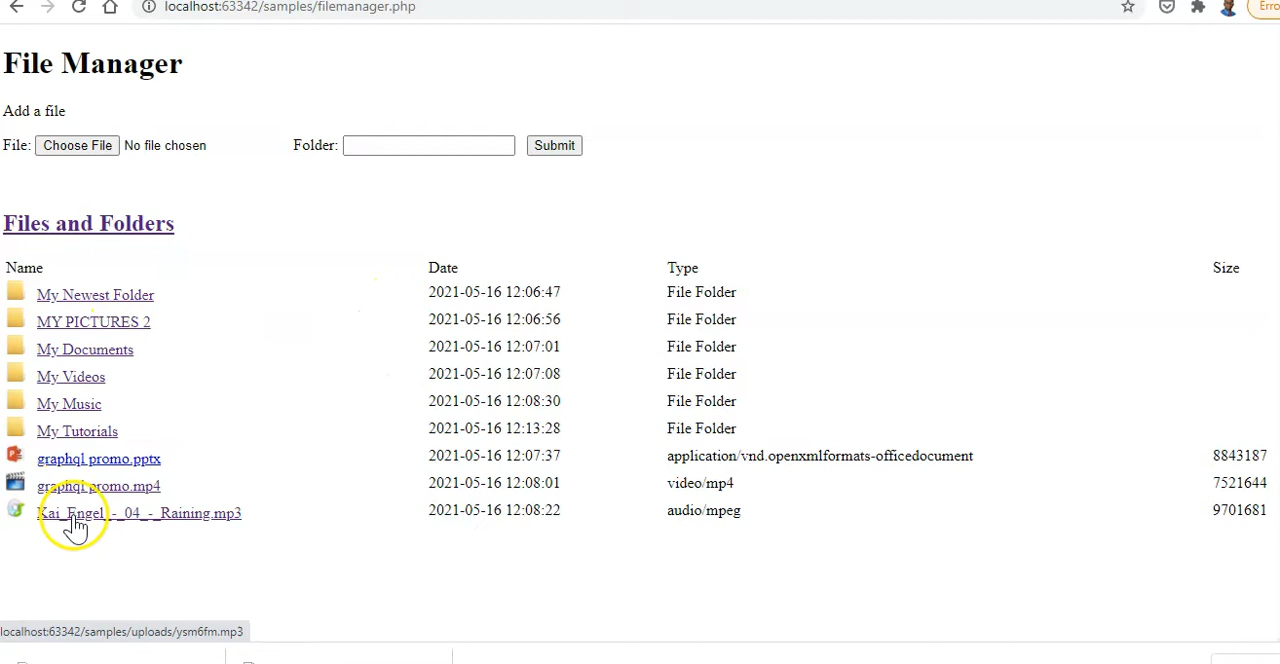 localhost:63342/samples/filemanager.php
Erro
File Manager
Add a file
File: Choose File No file chosen Folder: Submit
Files and Folders
Name Date Type Size
My Newest Folder 2021-05-16 12:06:47 File Folder
MY PICTURES 2 2021-05-16 12:06:56 File Folder
My Documents 2021-05-16 12:07:01 File Folder
My Videos 2021-05-16 12:07:08 File Folder
My Music 2021-05-16 12:08:30 File Folder
My Tutorials 2021-05-16 12:13:28 File Folder
graphql promo.pptx 2021-05-16 12:07:37 application/vnd.openxmlformats-officedocument 8843187
graphql promo.mp4 2021-05-16 12:08:01 video/mp4 7521644
Kai_Engel_-_04_-_Raining.mp3 2021-05-16 12:08:22 audio/mpeg 9701681
localhost:63342/samples/uploads/ysm6fm.mp3